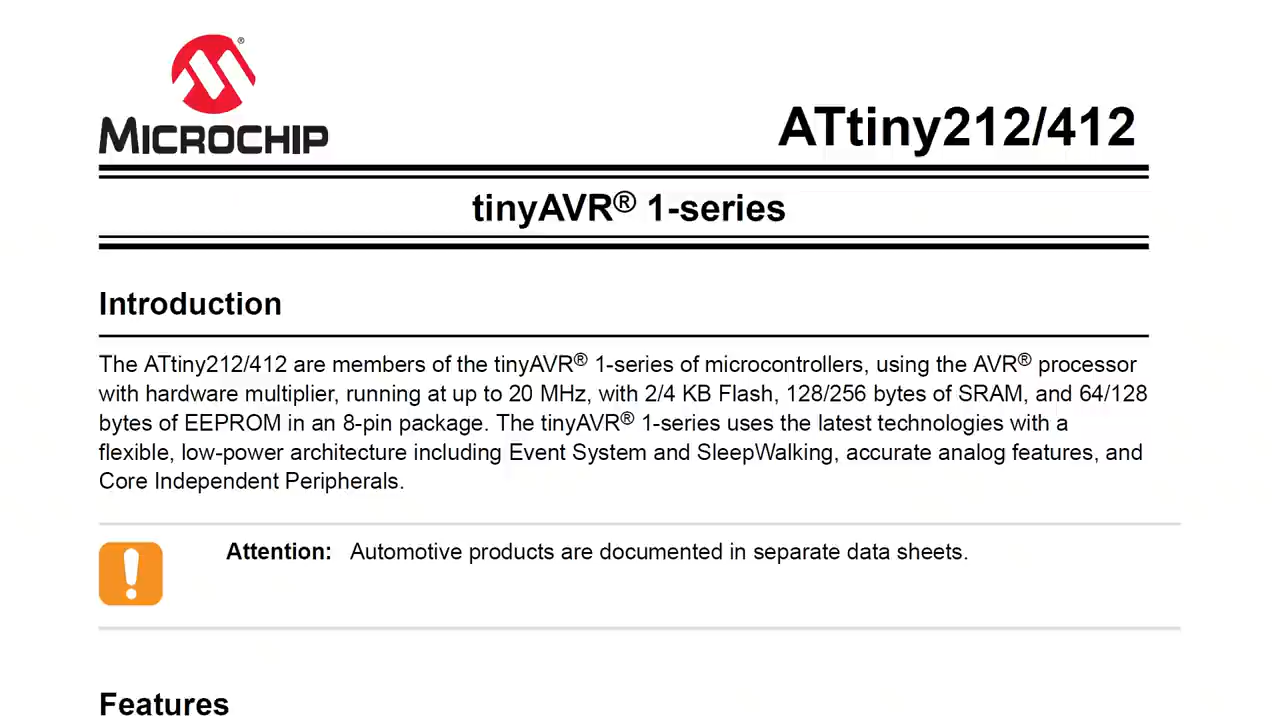 MICROCHIP
ATtiny212/412
tinyAVR® 1-series
Introduction
The ATtiny212/412 are members of the tinyAVR® 1-series of microcontrollers, using the AVR® processor
with hardware multiplier, running at up to 20 MHz, with 2/4 KB Flash, 128/256 bytes of SRAM, and 64/128
bytes of EEPROM in an 8-pin package. The tinyAVR® 1-series uses the latest technologies with a
flexible, low-power architecture including Event System and SleepWalking, accurate analog features, and
Core Independent Peripherals.
Attention: Automotive products are documented in separate data sheets.
Features